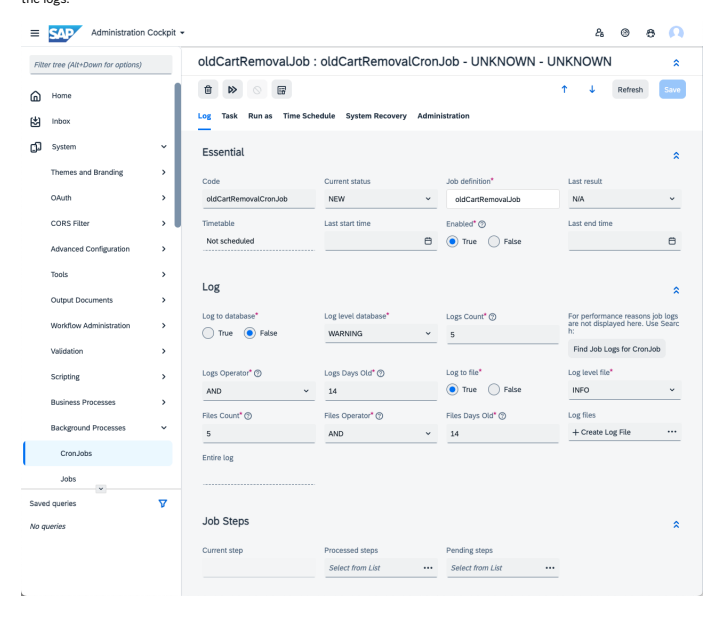 the logs.
SAP Administration Cockpit
Filter tree (Alt+Down for options)
Home
Inbox
System
Themes and Branding
OAuth
CORS Filter
Advanced Configuration
Tools
Output Documents
Workflow Administration
Validation
Scripting
Business Processes
Background Processes
CronJobs
Jobs
Saved queries
No queries
oldCartRemovalJob : oldCartRemovalCronJob - UNKNOWN - UNKNOWN
Refresh Save
Log Task Run as Time Schedule System Recovery Administration
Essential
Code Current status Job definition* Last result
oldCartRemovalCronJob NEW oldCartRemovalJob N/A
Timetable Last start time Enabled* Last end time
Not scheduled True False
Log
Log to database* Log level database* Logs Count* For performance reasons job logs
are not displayed here. Use Searc
h:
True False WARNING 5
Find Job Logs for CronJob
Logs Operator* Logs Days Old* Log to file* Log level file*
AND 14 True False INFO
Files Count* Files Operator* Files Days Old* Log files
5 AND 14 + Create Log File ...
Entire log
Job Steps
Current step Processed steps Pending steps
Select from List ... Select from List ...